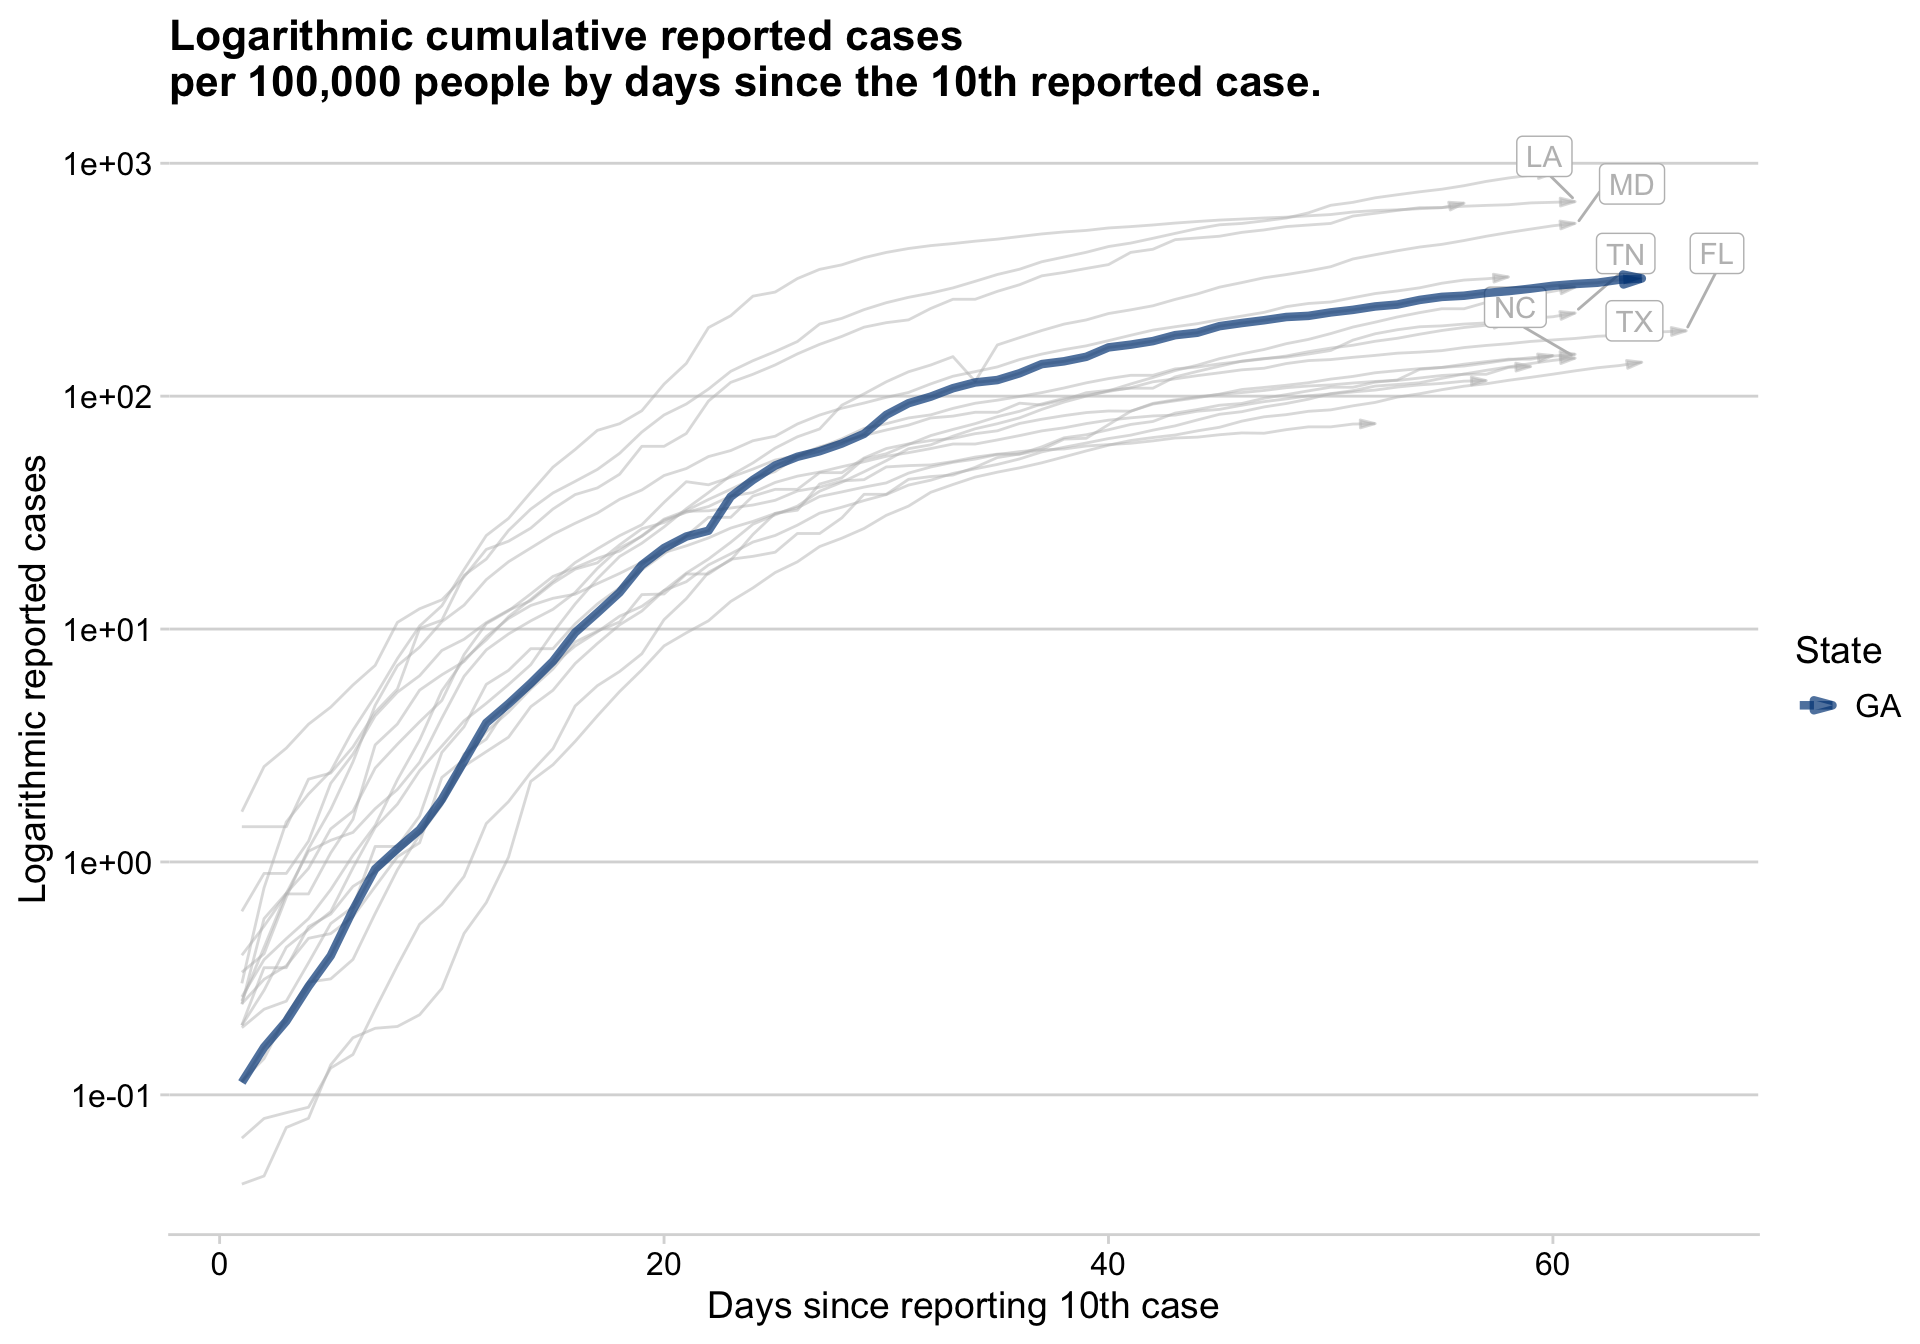 Logarithmic cumulative reported cases
per 100,000 people by days since the 10th reported case.
1e+03
1e+02
1e+01
1e+00
1e-01
Logarithmic reported cases
LA
MD
TN
FL
NC
TX
State
GA
0
20
40
60
Days since reporting 10th case